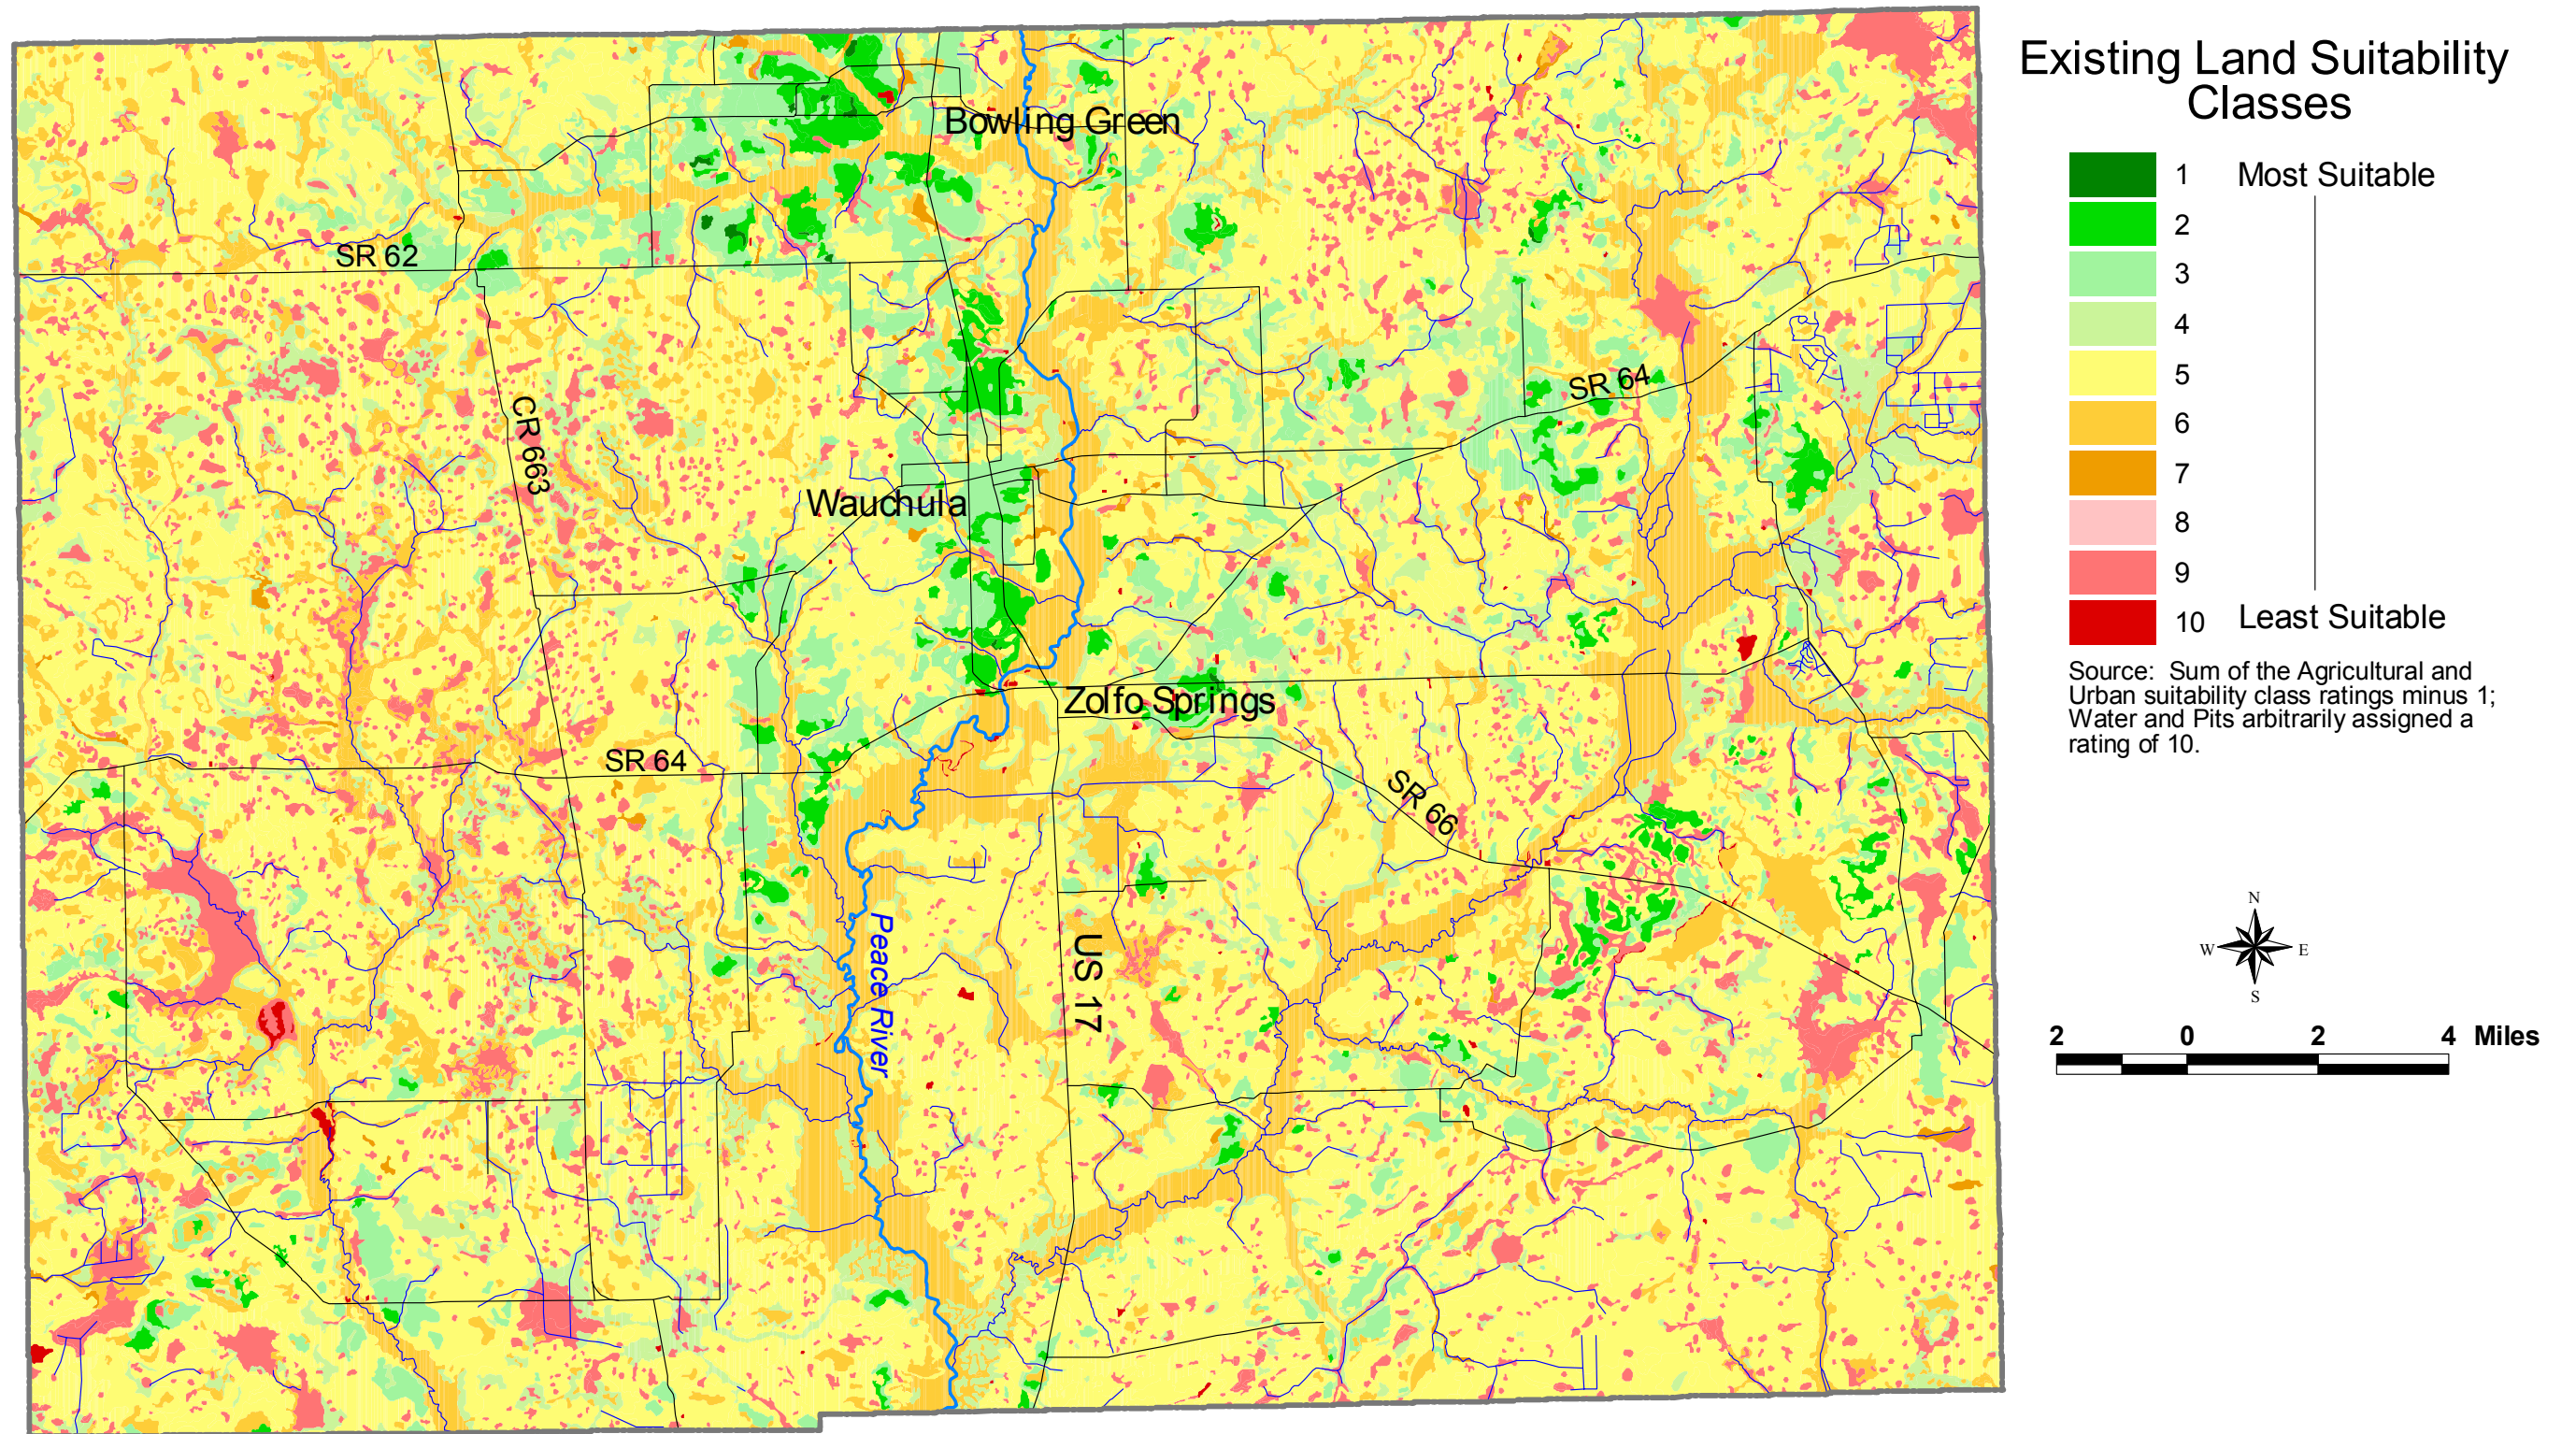 Existing Land Suitability
Classes
1 Most Suitable
2
3
4
5
6
7
8
9
10 Least Suitable
Source: Sum of the Agricultural and
Urban suitability class ratings minus 1;
Water and Pits arbitrarily assigned a
rating of 10.
N
W E
S
2 0 2 4 Miles
Bowling Green
SR 62
CR 663
SR 64
Wauchula
Zolfo Springs
SR 64
SR 66
Peace River
US 17